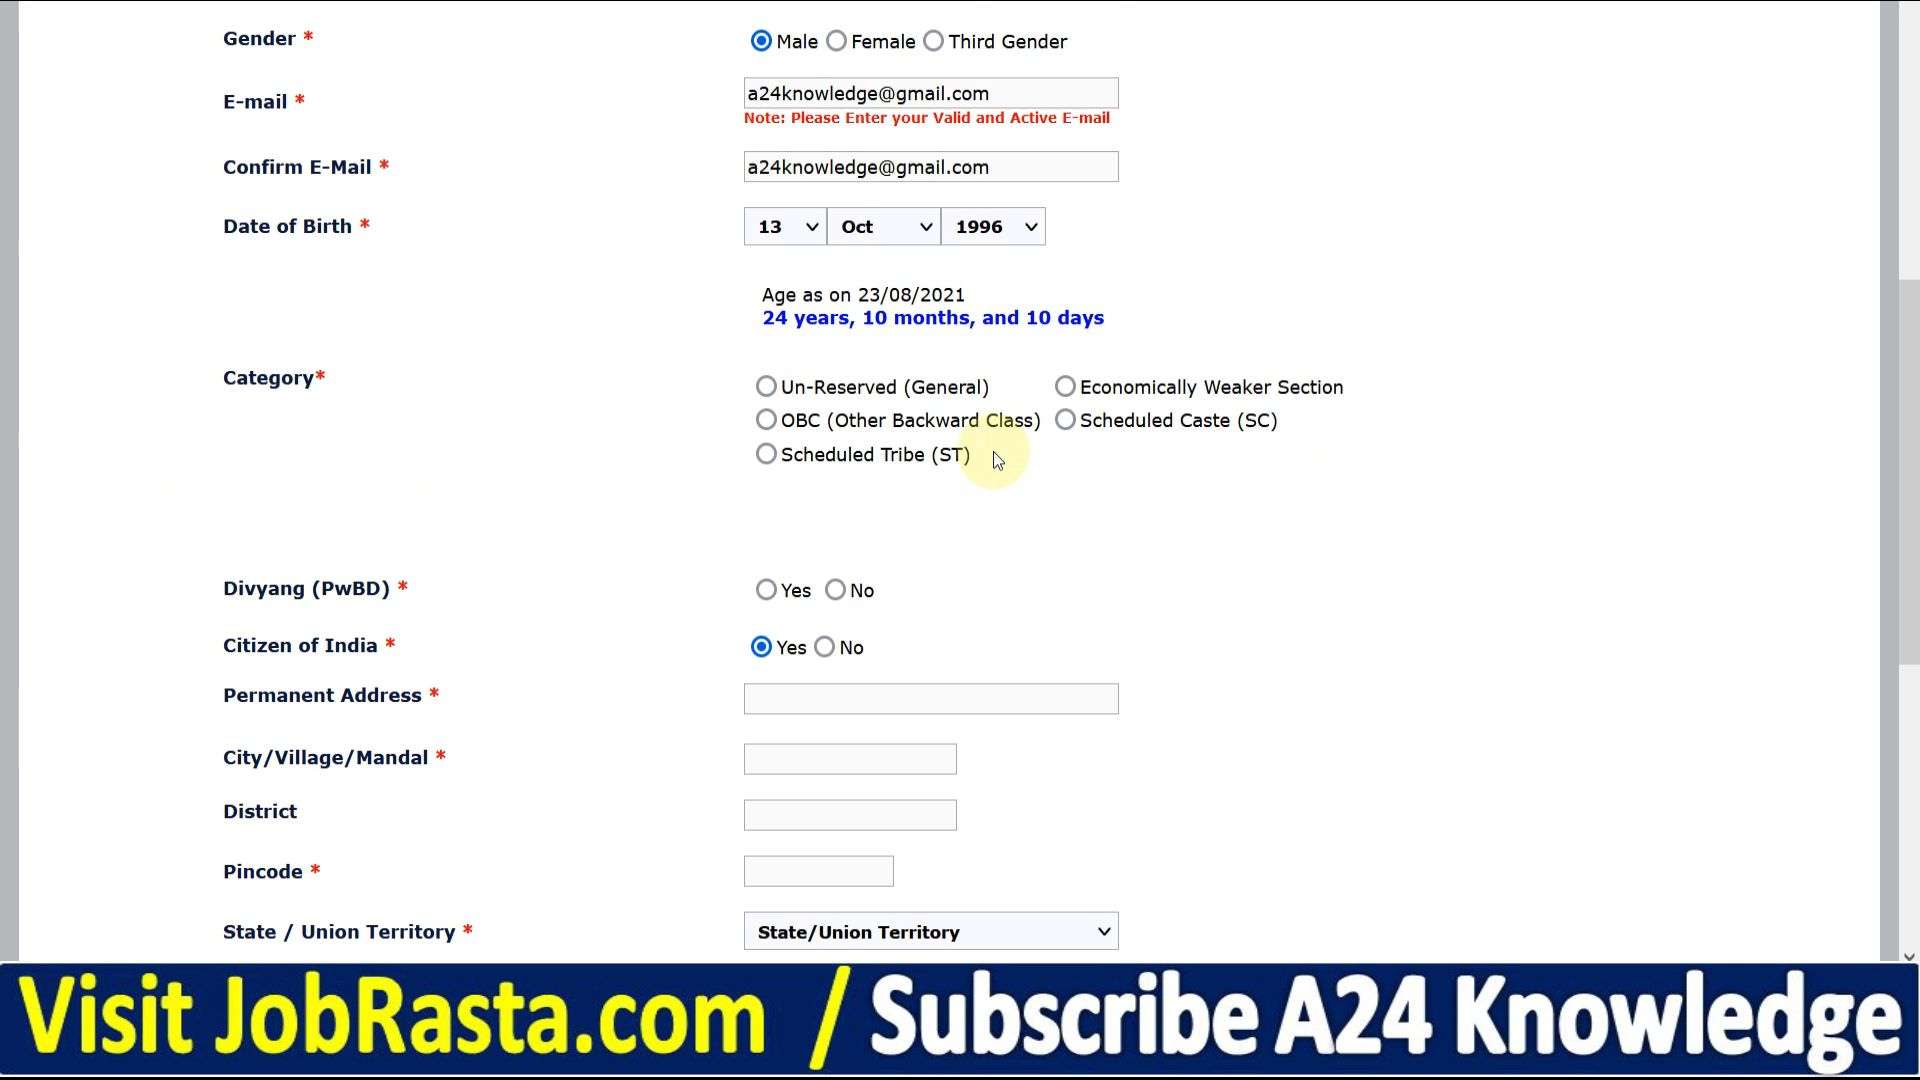 Gender *
Male Female Third Gender
E-mail *
a24knowledge@gmail.com
Note: Please Enter your Valid and Active E-mail
Confirm E-Mail *
a24knowledge@gmail.com
Date of Birth *
13 Oct 1996
Age as on 23/08/2021
24 years, 10 months, and 10 days
Category*
Un-Reserved (General) Economically Weaker Section
OBC (Other Backward Class) Scheduled Caste (SC)
Scheduled Tribe (ST)
Divyang (PwBD) *
Yes No
Citizen of India *
Yes No
Permanent Address *
City/Village/Mandal *
District
Pincode *
State / Union Territory *
State/Union Territory
Visit JobRasta.com / Subscribe A24 Knowledge